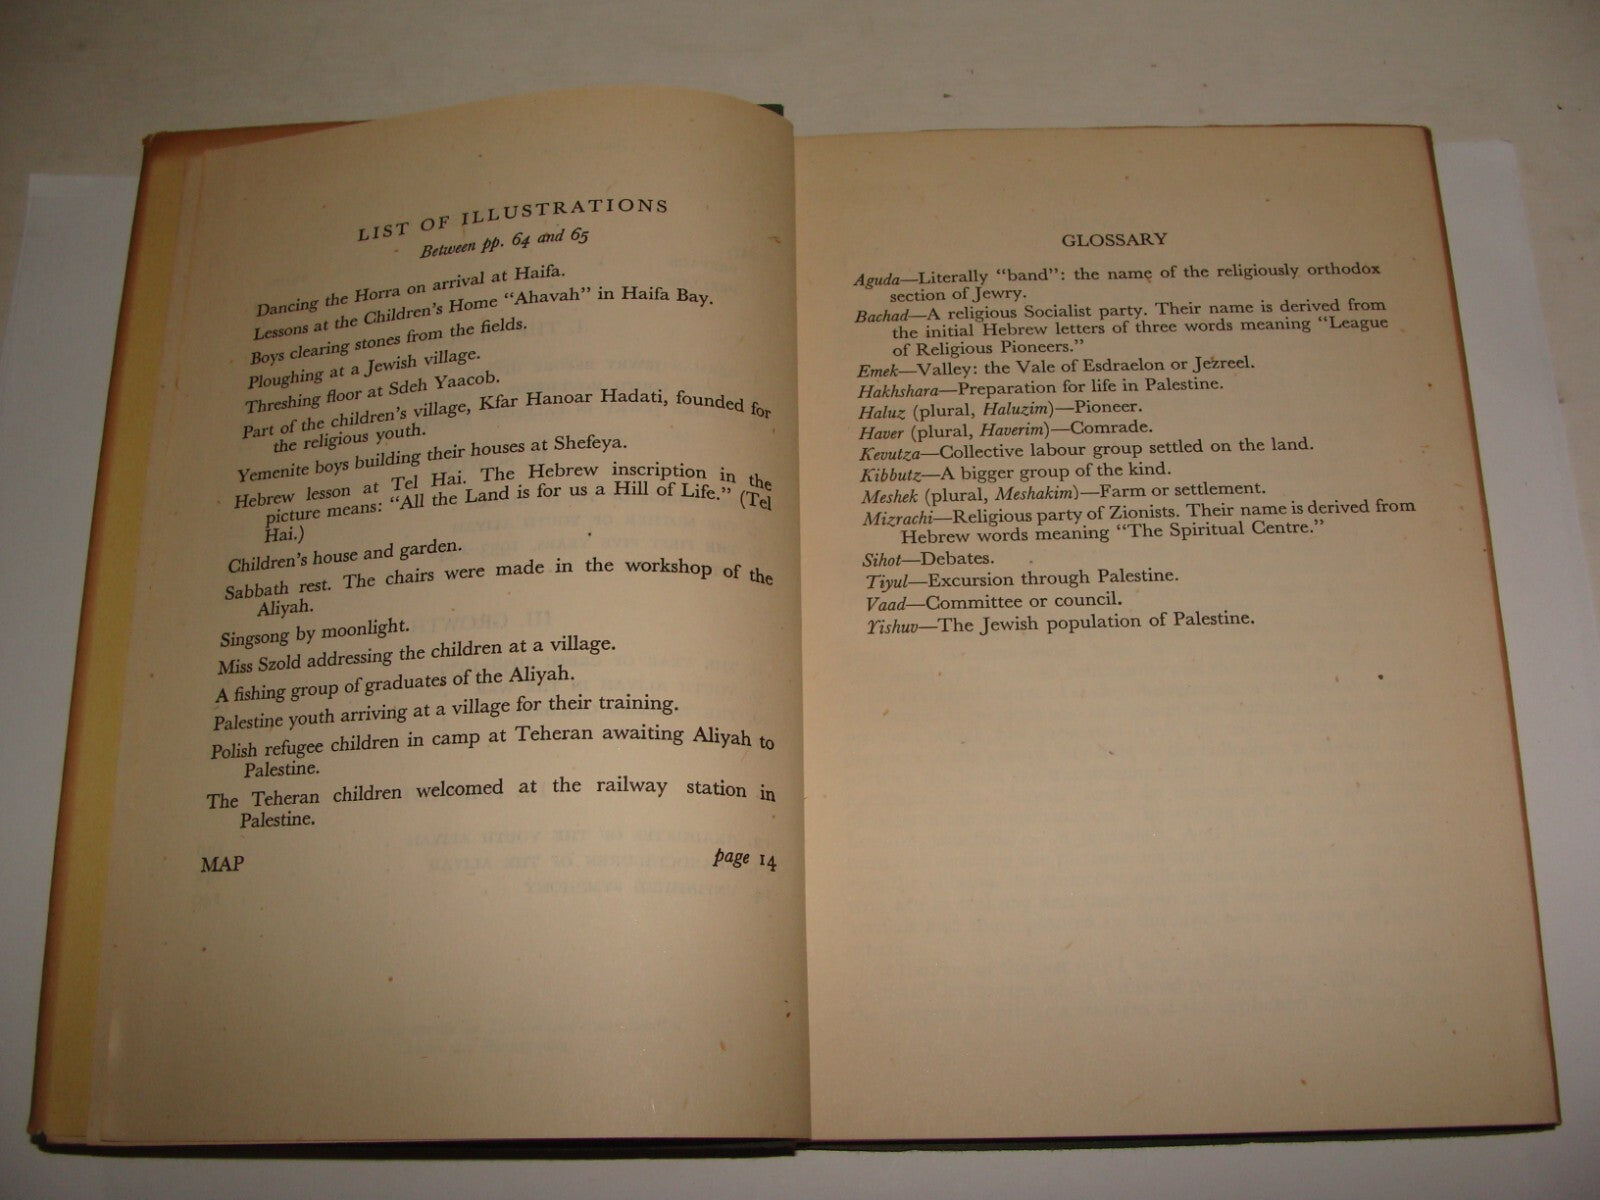 LIST OF ILLUSTRATIONS
Between pp. 64 and 65
Dancing the Horra on arrival at Haifa.
Lessons at the Children's Home "Ahavah" in Haifa Bay.
Boys clearing stones from the fields.
Ploughing at a Jewish village.
Threshing floor at Sdeh Yaacob.
Part of the children's village, Kfar Hanoar Hadati, founded for
the religious youth.
Yemenite boys building their houses at Shefeya.
Hebrew lesson at Tel Hai. The Hebrew inscription in the
picture means: "All the Land is for us a Hill of Life." (Tel
Hai.)
Children's house and garden.
Sabbath rest. The chairs were made in the workshop of the
Aliyah.
Singsong by moonlight.
Miss Szold addressing the children at a village.
A fishing group of graduates of the Aliyah.
Palestine youth arriving at a village for their training.
Polish refugee children in camp at Teheran awaiting Aliyah to
Palestine.
The Teheran children welcomed at the railway station in
Palestine.
MAP page 14
GLOSSARY
Aguda—Literally "band": the name of the religiously orthodox
section of Jewry.
Bachad—A religious Socialist party. Their name is derived from
the initial Hebrew letters of three words meaning "League
of Religious Pioneers."
Emek—Valley: the Vale of Esdraelon or Jezreel.
Hakhshara—Preparation for life in Palestine.
Haluz (plural, Haluzim)—Pioneer.
Haver (plural, Haverim)—Comrade.
Kevutza—Collective labour group settled on the land.
Kibbutz—A bigger group of the kind.
Meshek (plural, Meshakim)—Farm or settlement.
Mizrachi—Religious party of Zionists. Their name is derived from
Hebrew words meaning "The Spiritual Centre."
Sihot—Debates.
Tiyul—Excursion through Palestine.
Vaad—Committee or council.
Yishuv—The Jewish population of Palestine.